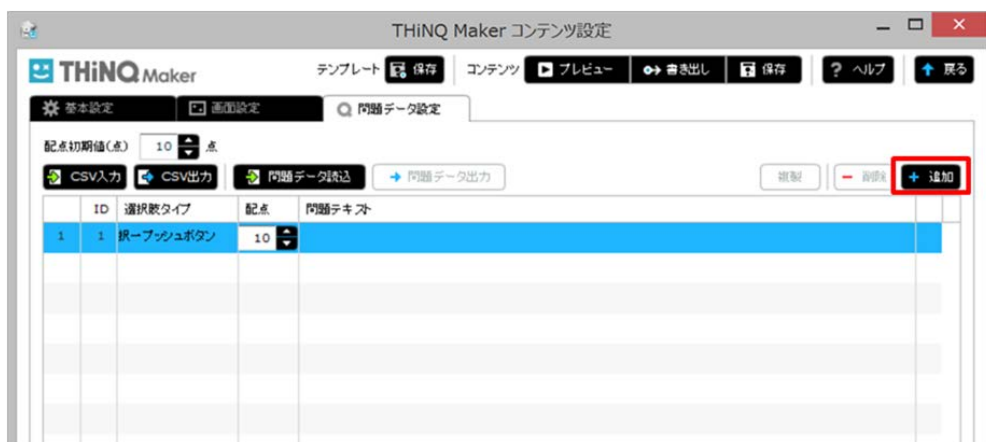 THiNQ Maker コンテンツ設定
THiNQ Maker テンプレート 保存 コンテンツ プレビュー 書き出し 保存 ? ヘルプ 戻る
基本設定 画面設定 問題データ設定
配点初期値(点) 10 点
CSV入力 CSV出力 問題データ読込 問題データ出力 複製 削除 + 追加
ID 選択肢タイプ 配点 問題テキスト
1 1 択一プッシュボタン 10